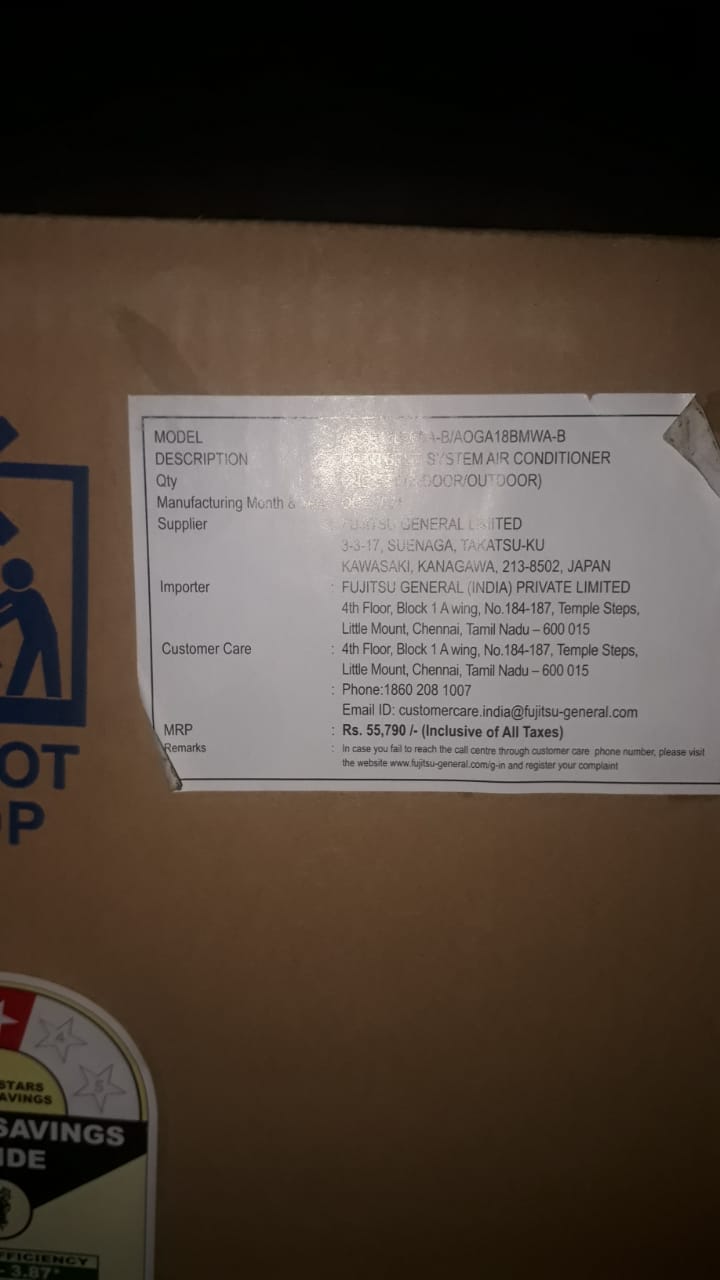 MODEL -B/AOGA18BMWA-B
DESCRIPTION SYSTEM AIR CONDITIONER
Qty DOOR/OUTDOOR)
Manufacturing Month &
Supplier : FUJITSU GENERAL LIMITED
3-3-17, SUENAGA, TAKATSU-KU
KAWASAKI, KANAGAWA, 213-8502, JAPAN
Importer : FUJITSU GENERAL (INDIA) PRIVATE LIMITED
4th Floor, Block 1 A wing, No.184-187, Temple Steps,
Little Mount, Chennai, Tamil Nadu – 600 015
Customer Care : 4th Floor, Block 1 A wing, No.184-187, Temple Steps,
Little Mount, Chennai, Tamil Nadu – 600 015
: Phone:1860 208 1007
Email ID: customercare.india@fujitsu-general.com
MRP : Rs. 55,790 /- (Inclusive of All Taxes)
Remarks : In case you fail to reach the call centre through customer care phone number, please visit
the website www.fujitsu-general.com/g-in and register your complaint
OT
P
4
5
STARS
AVINGS
SAVINGS
IDE
FFICIENCY
- 3.87*